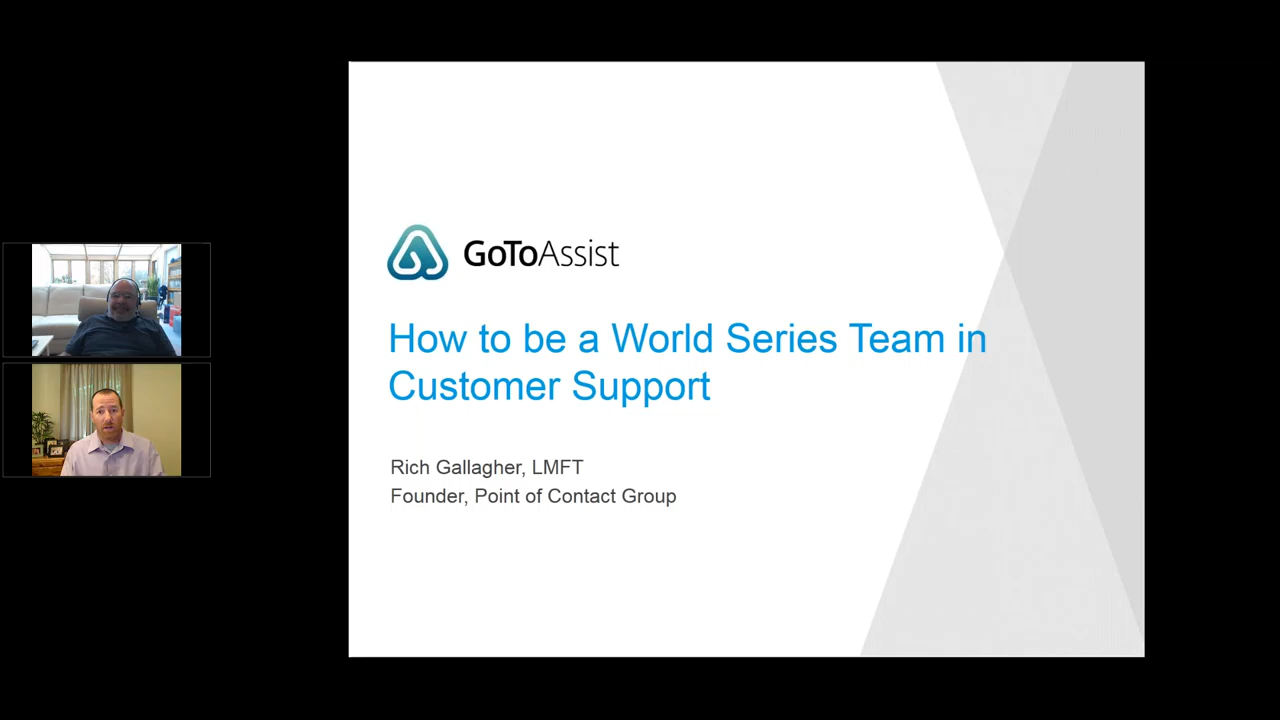 GoToAssist
How to be a World Series Team in
Customer Support
Rich Gallagher, LMFT
Founder, Point of Contact Group